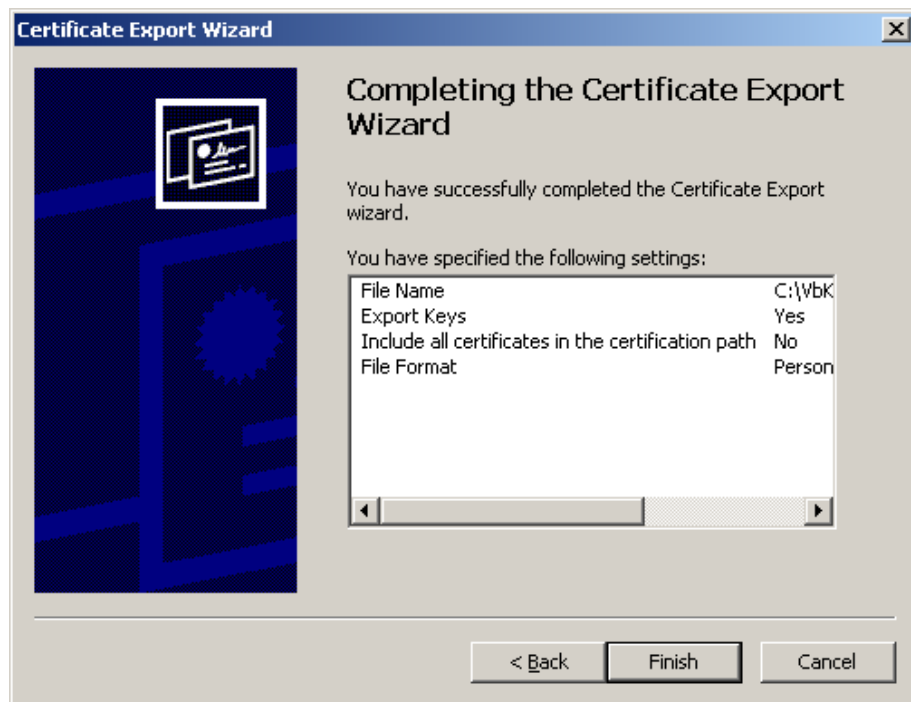 Certificate Export Wizard
Completing the Certificate Export
Wizard
You have successfully completed the Certificate Export
wizard.
You have specified the following settings:
File Name C:\VbK
Export Keys Yes
Include all certificates in the certification path No
File Format Person
< Back Finish Cancel